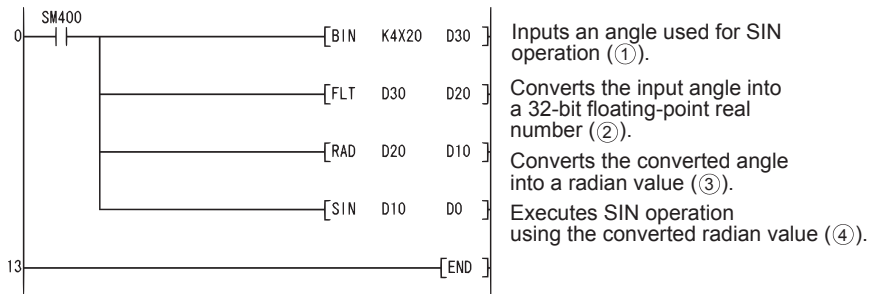 SM400
0 [BIN K4X20 D30 ] Inputs an angle used for SIN
operation (①).
[FLT D30 D20 ] Converts the input angle into
a 32-bit floating-point real
number (②).
[RAD D20 D10 ] Converts the converted angle
into a radian value (③).
[SIN D10 D0 ] Executes SIN operation
using the converted radian value (④).
13 [END ]